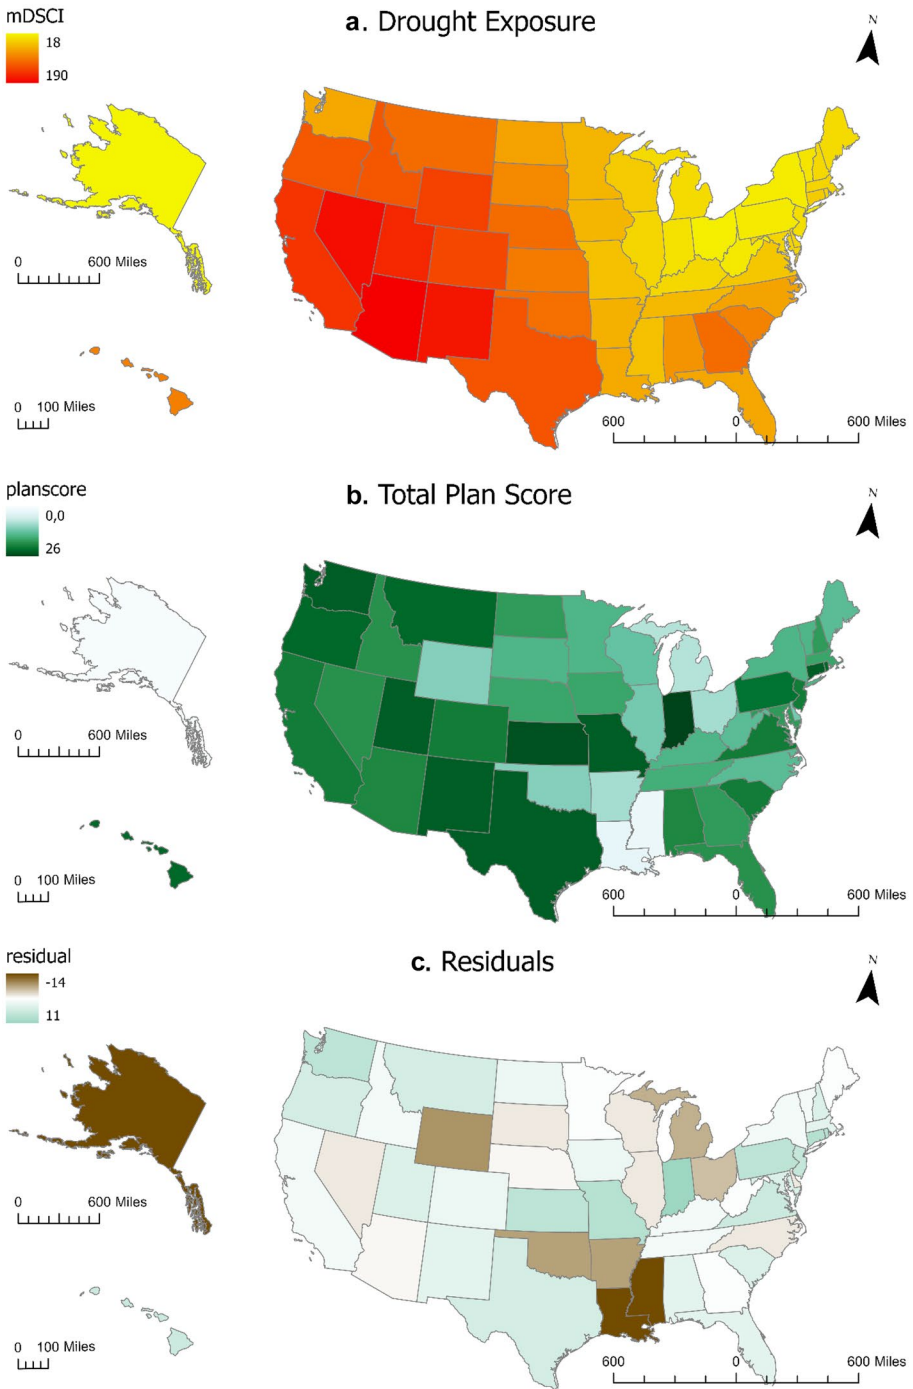 mDSCI
18
190
a. Drought Exposure
N
0 600 Miles
0 100 Miles
600 0 600 Miles
planscore
0,0
26
b. Total Plan Score
N
0 600 Miles
0 100 Miles
600 0 600 Miles
residual
-14
11
c. Residuals
N
0 600 Miles
0 100 Miles
600 0 600 Miles